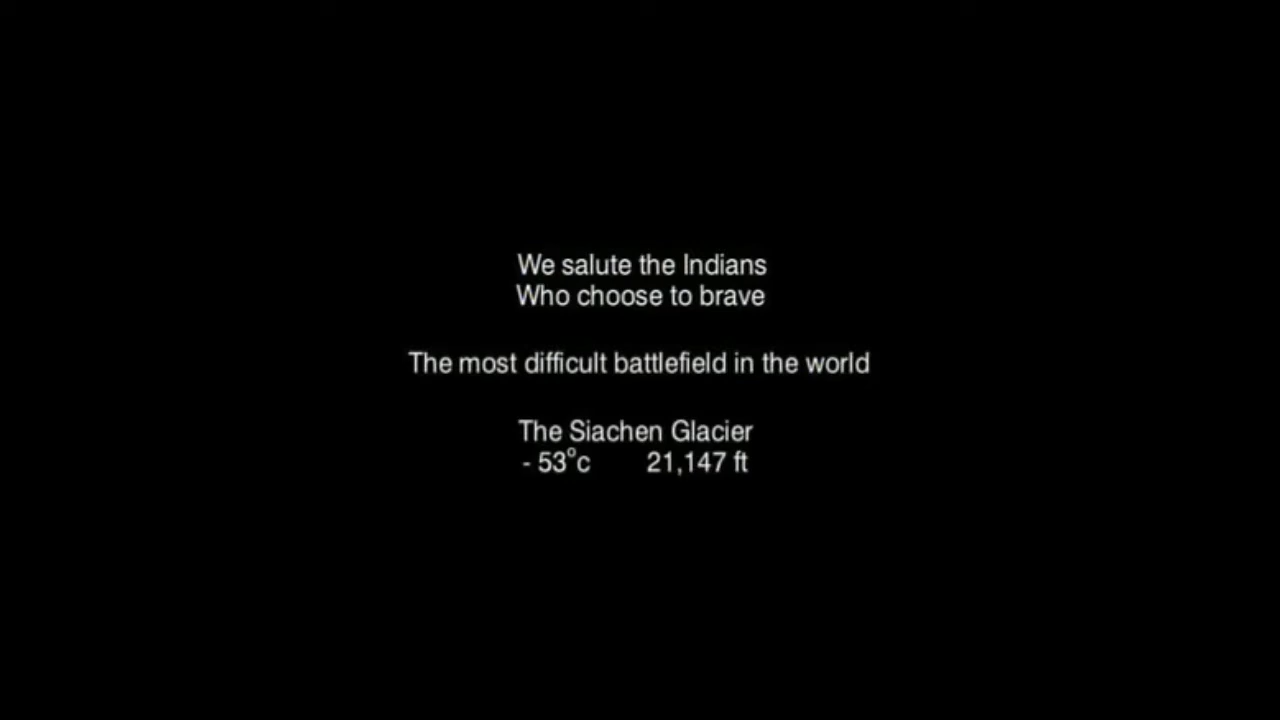 We salute the Indians
Who choose to brave
The most difficult battlefield in the world
The Siachen Glacier
- 53°c 21,147 ft